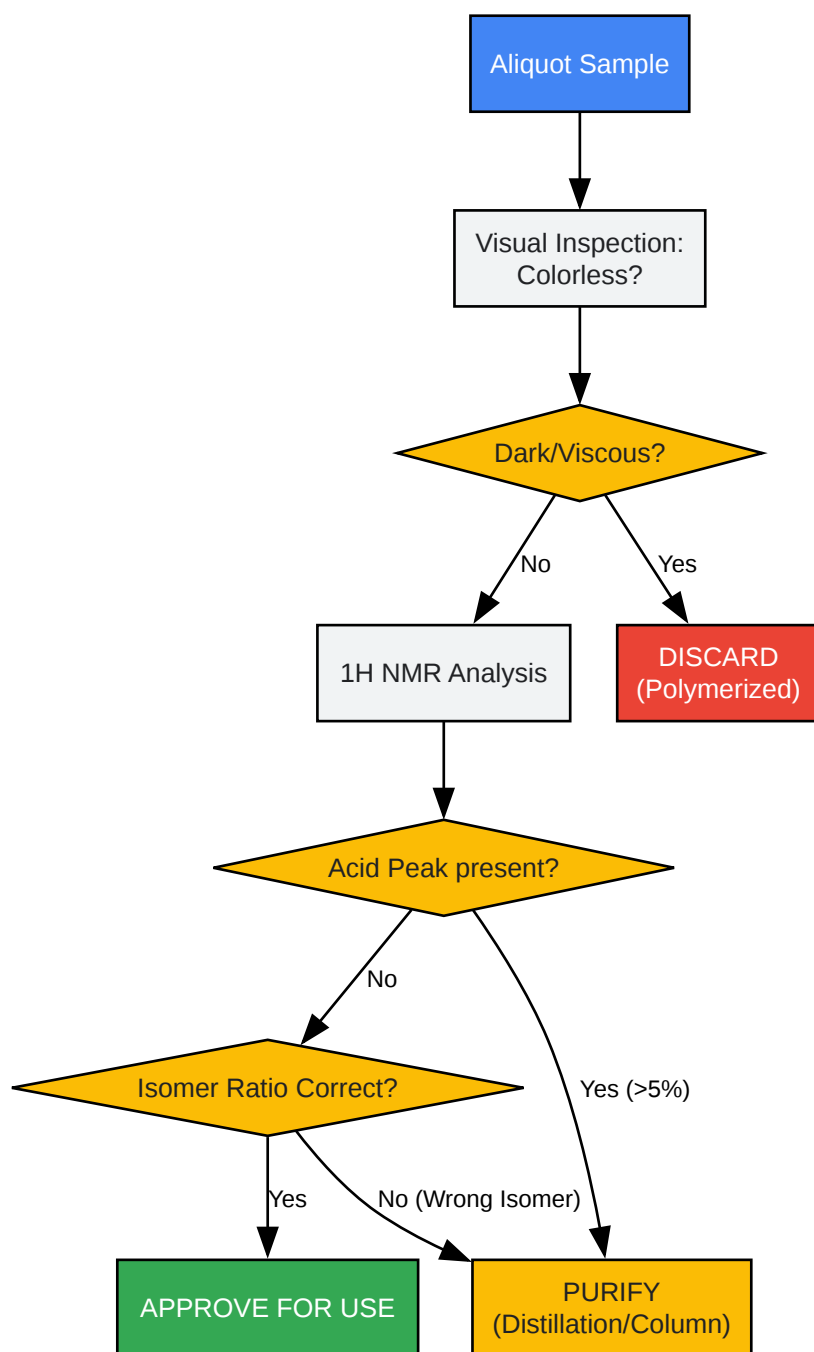 Aliquot Sample
Visual Inspection:
Colorless?
Dark/Viscous?
No
Yes
1H NMR Analysis
DISCARD
(Polymerized)
Acid Peak present?
No
Isomer Ratio Correct?
Yes (>5%)
Yes
No (Wrong Isomer)
APPROVE FOR USE
PURIFY
(Distillation/Column)